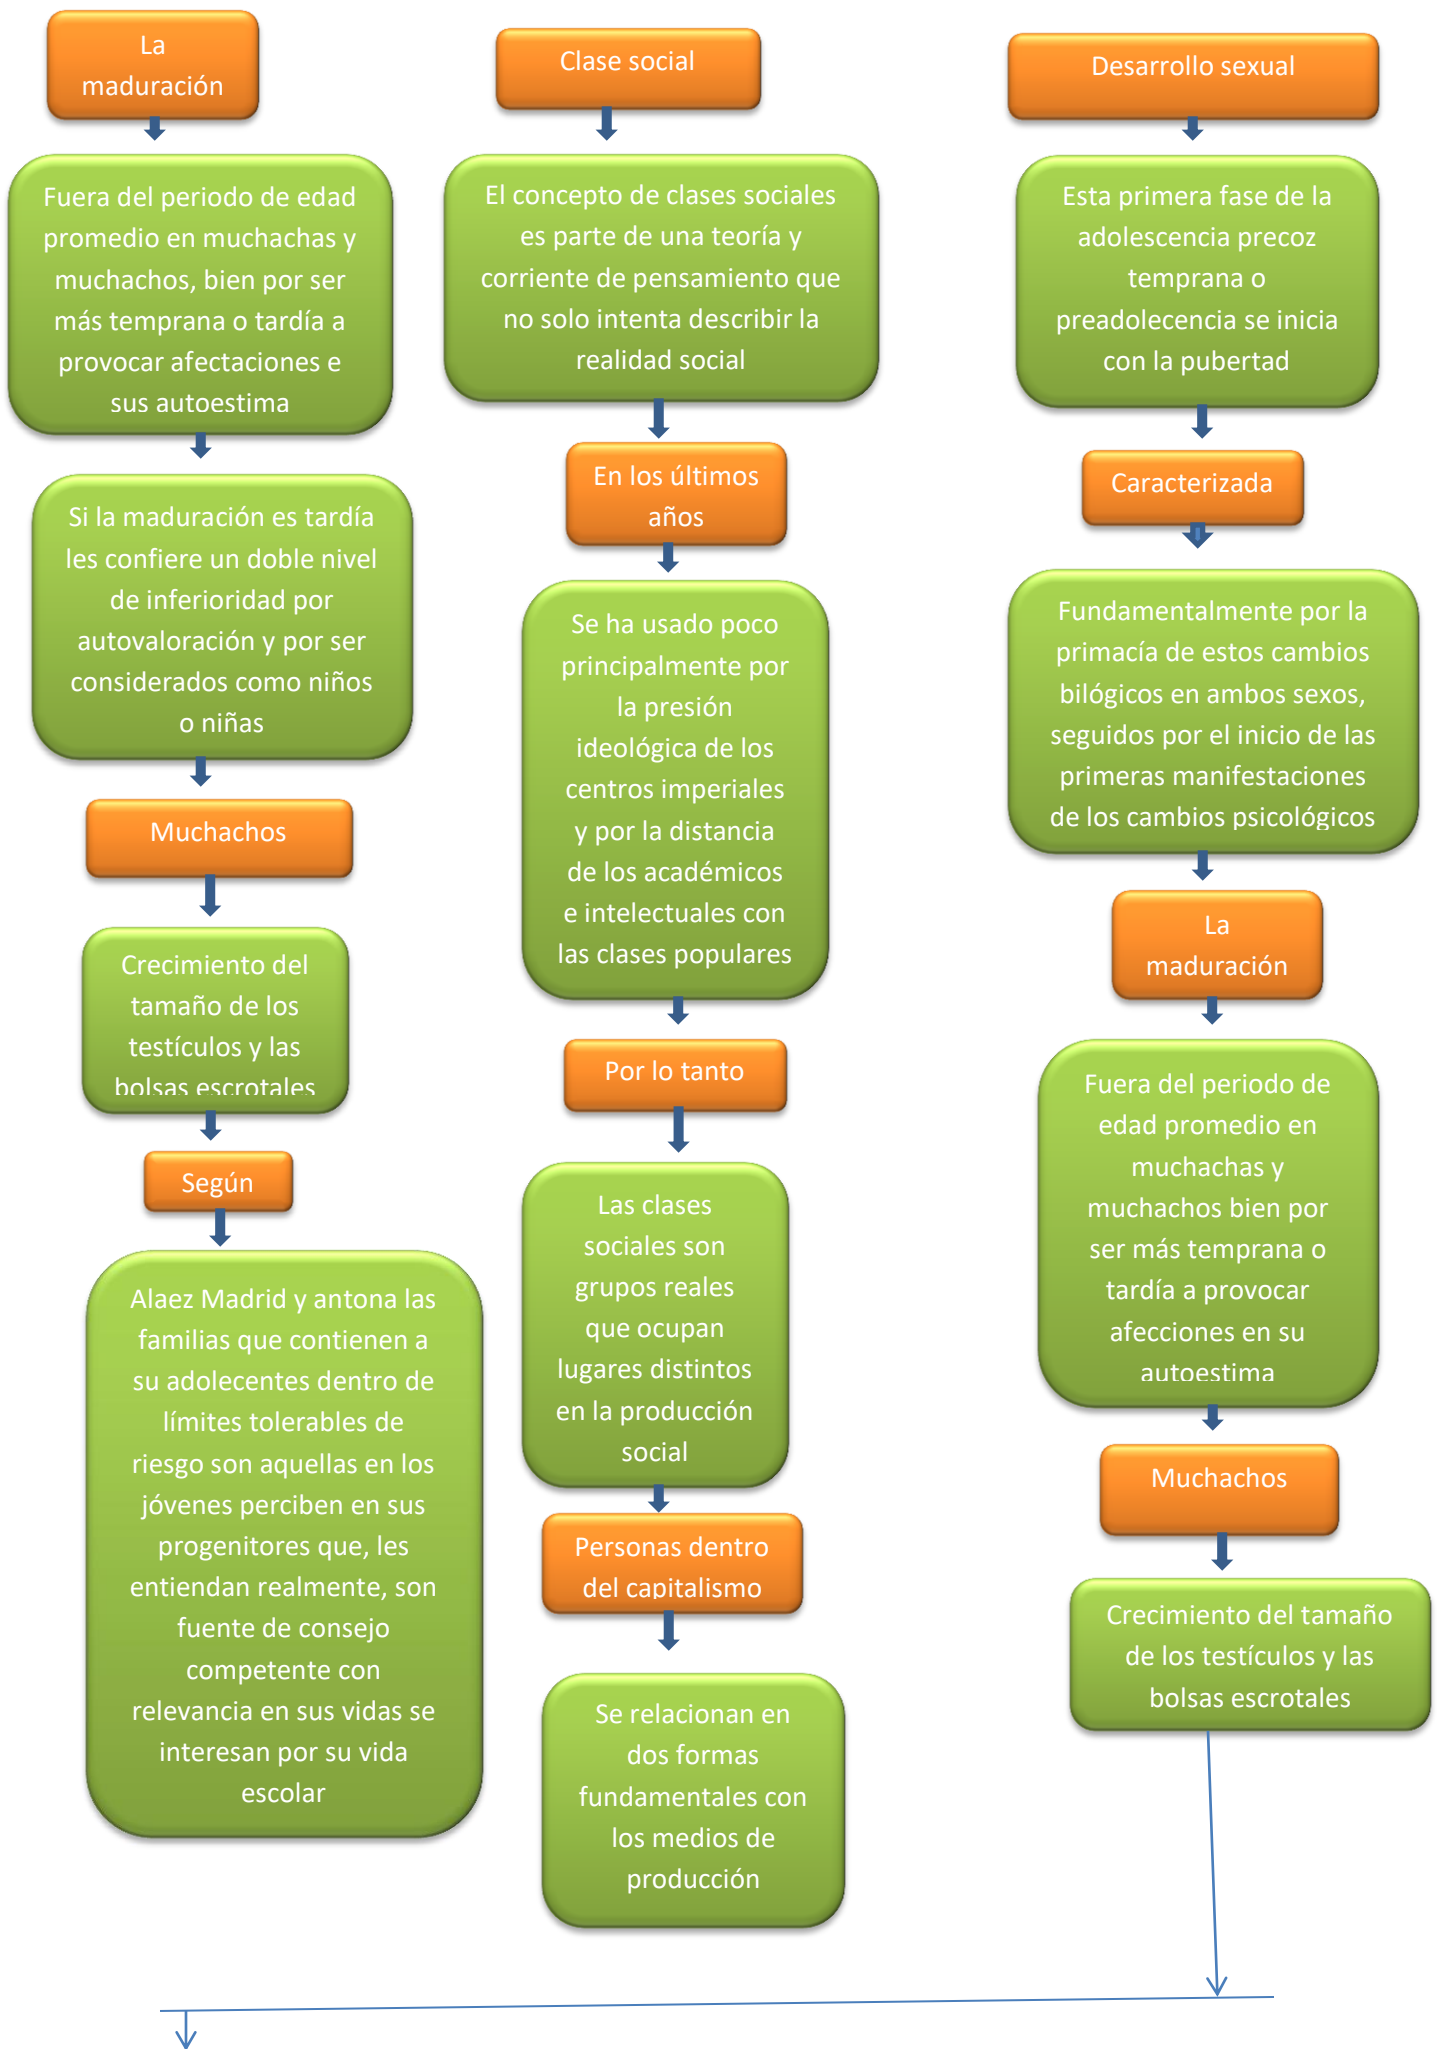 La
maduración
Fuera del periodo de edad
promedio en muchachas y
muchachos, bien por ser
más temprana o tardía a
provocar afectaciones e
sus autoestima
Si la maduración es tardía
les confiere un doble nivel
de inferioridad por
autovaloración y por ser
considerados como niños
o niñas
Muchachos
Crecimiento del
tamaño de los
testículos y las
bolsas escrotales
Según
Alaez Madrid y antona las
familias que contienen a
su adolecentes dentro de
límites tolerables de
riesgo son aquellas en los
jóvenes perciben en sus
progenitores que, les
entiendan realmente, son
fuente de consejo
competente con
relevancia en sus vidas se
interesan por su vida
escolar
Clase social
El concepto de clases sociales
es parte de una teoría y
corriente de pensamiento que
no solo intenta describir la
realidad social
En los últimos
años
Se ha usado poco
principalmente por
la presión
ideológica de los
centros imperiales
y por la distancia
de los académicos
e intelectuales con
las clases populares
Por lo tanto
Las clases
sociales son
grupos reales
que ocupan
lugares distintos
en la producción
social
Personas dentro
del capitalismo
Se relacionan en
dos formas
fundamentales con
los medios de
producción
Desarrollo sexual
Esta primera fase de la
adolescencia precoz
temprana o
preadolecencia se inicia
con la pubertad
Caracterizada
Fundamentalmente por la
primacía de estos cambios
bilógicos en ambos sexos,
seguidos por el inicio de las
primeras manifestaciones
de los cambios psicológicos
La
maduración
Fuera del periodo de
edad promedio en
muchachas y
muchachos bien por
ser más temprana o
tardía a provocar
afecciones en su
autoestima
Muchachos
Crecimiento del tamaño
de los testículos y las
bolsas escrotales